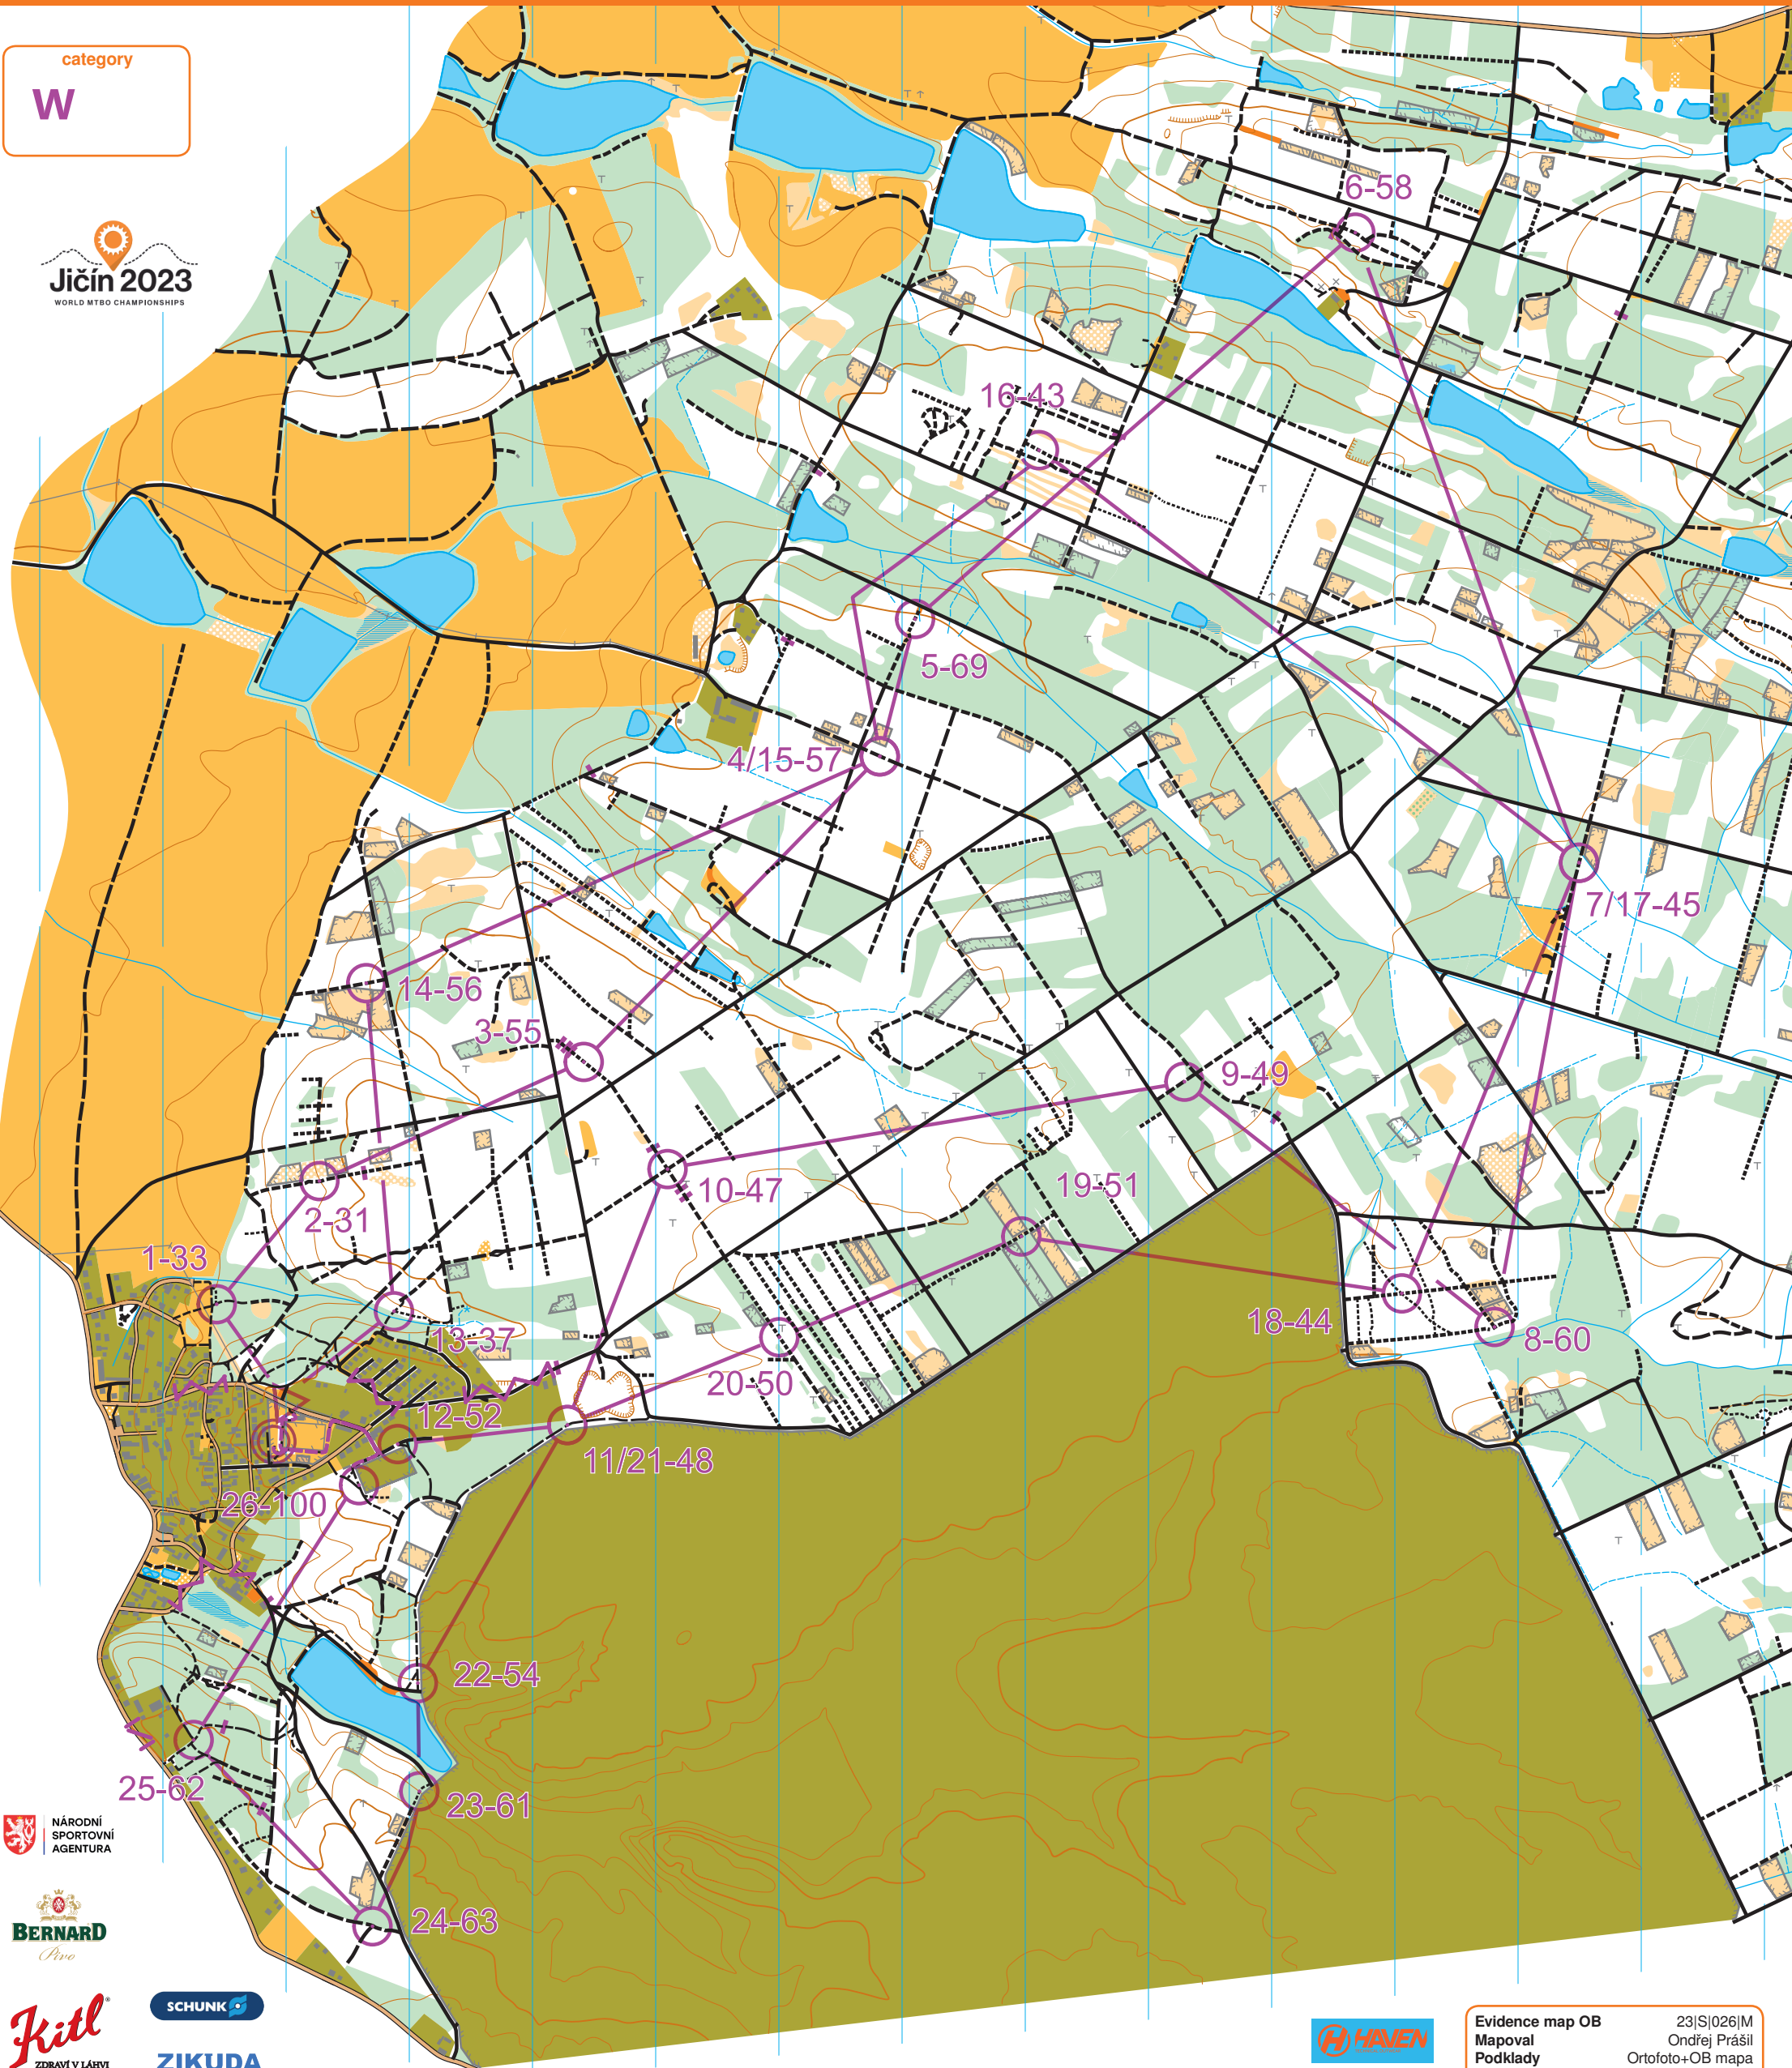 category
W
Jičín 2023
WORLD MTBO CHAMPIONSHIPS
6-58
16-43
5-69
4/15-57
7/17-45
14-56
3-55
9-49
10-47
19-51
2-31
1-33
13-37
18-44
8-60
20-50
12-52
11/21-48
26-100
22-54
25-62
23-61
24-63
NÁRODNÍ
SPORTOVNÍ
AGENTURA
BERNARD
Pivo
Kitl
ZDRAVÍ V LÁHVI
SCHUNK
ZIKUDA
HAVEN
Evidence map OB 23|S|026|M
Mapoval Ondřej Prášil
Podklady Ortofoto+OB mapa